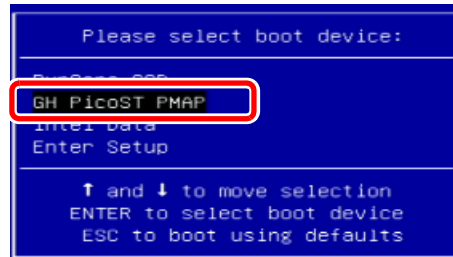 Please select boot device:
GH PicoST PMAP
Intel Data
Enter Setup
↑ and ↓ to move selection
ENTER to select boot device
ESC to boot using defaults